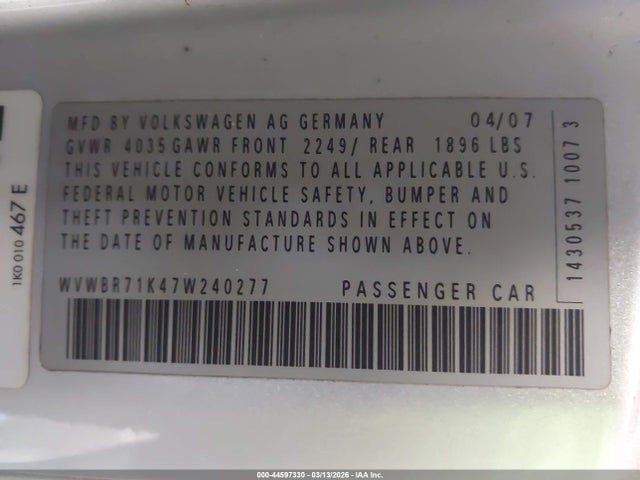 MFD BY VOLKSWAGEN AG GERMANY 04/07
GVWR 4035 GAWR FRONT 2249/ REAR 1896 LBS
THIS VEHICLE CONFORMS TO ALL APPLICABLE U.S.
FEDERAL MOTOR VEHICLE SAFETY, BUMPER AND
THEFT PREVENTION STANDARDS IN EFFECT ON
THE DATE OF MANUFACTURE SHOWN ABOVE.
WVWBR71K47W240277 PASSENGER CAR
1430537 1007 3
1K0 010 467 E
000-44597330 - 03/13/2026 - IAA Inc.